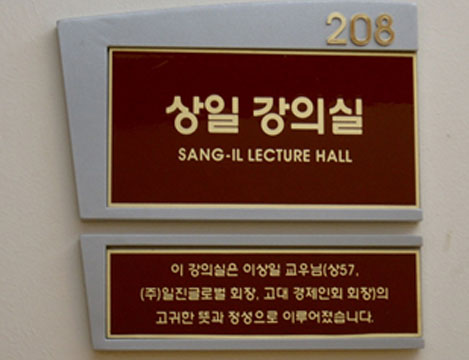 208
상일 강의실
SANG-IL LECTURE HALL
이 강의실은 이상일 교우님(상57,
(주)일진글로벌 회장, 고대 경제인회 회장)의
고귀한 뜻과 정성으로 이루어졌습니다.